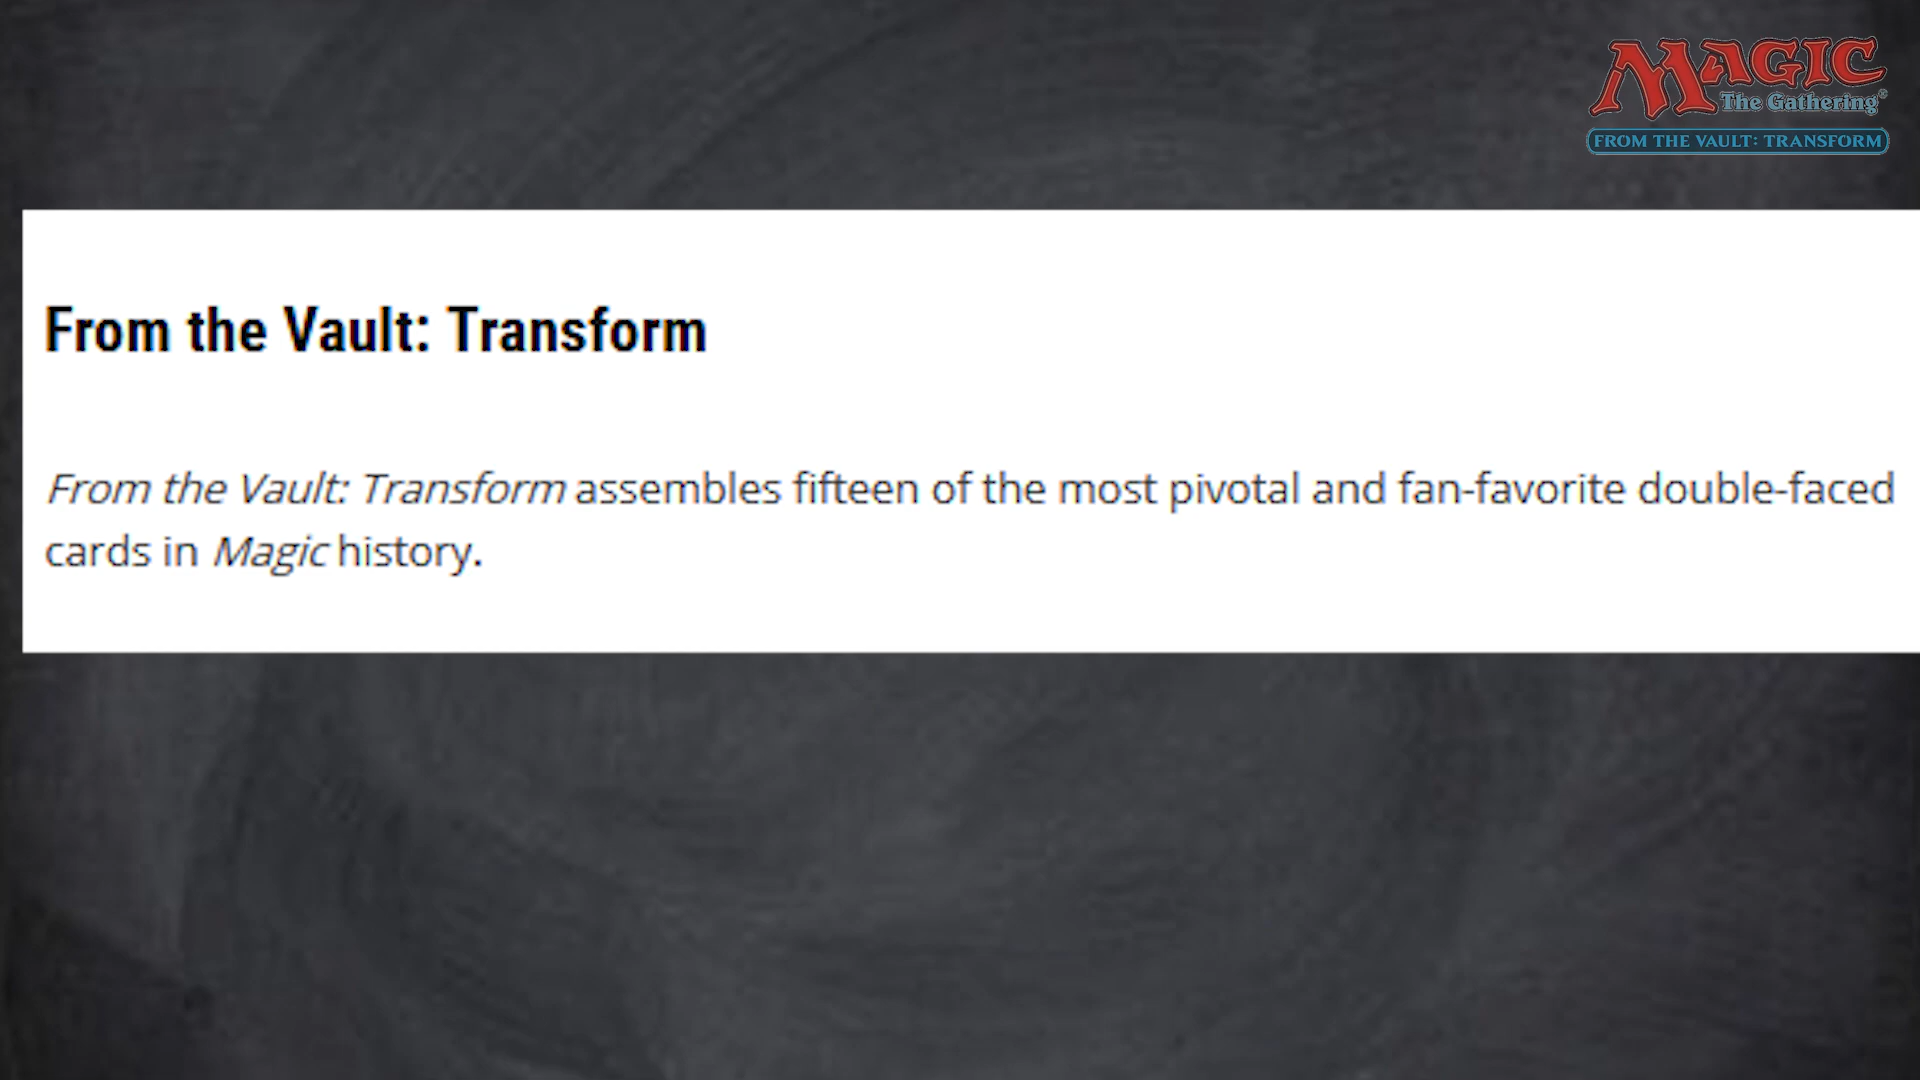 MAGIC
The Gathering®
FROM THE VAULT: TRANSFORM
From the Vault: Transform
From the Vault: Transform assembles fifteen of the most pivotal and fan-favorite double-faced
cards in Magic history.